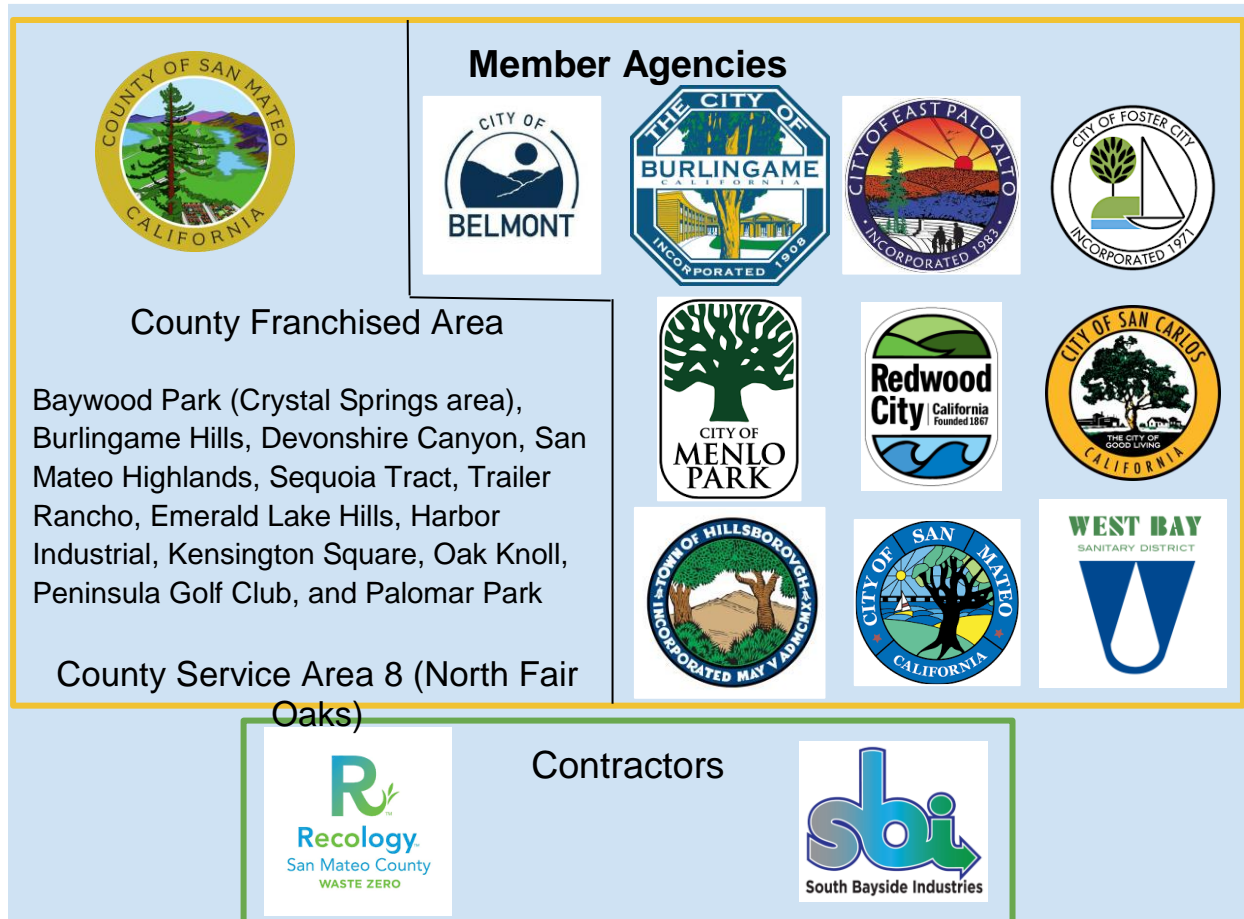 Member Agencies
COUNTY OF SAN MATEO
CALIFORNIA
CITY OF
BELMONT
THE CITY OF
BURLINGAME
CALIFORNIA
INCORPORATED 1908
CITY OF EAST PALO ALTO
• INCORPORATED 1983 •
CITY OF FOSTER CITY
INCORPORATED 1971
County Franchised Area
Baywood Park (Crystal Springs area),
Burlingame Hills, Devonshire Canyon, San
Mateo Highlands, Sequoia Tract, Trailer
Rancho, Emerald Lake Hills, Harbor
Industrial, Kensington Square, Oak Knoll,
Peninsula Golf Club, and Palomar Park
County Service Area 8 (North Fair
Oaks)
CITY OF
MENLO
PARK
Redwood
City California
Founded 1867
CITY OF SAN CARLOS
THE CITY OF
GOOD LIVING
CALIFORNIA
TOWN OF HILLSBOROUGH
INCORPORATED MAY V ADMCMX
CITY OF SAN MATEO
CALIFORNIA
WEST BAY
SANITARY DISTRICT
Contractors
R
TM
Recology
San Mateo County
WASTE ZERO
sbi
South Bayside Industries